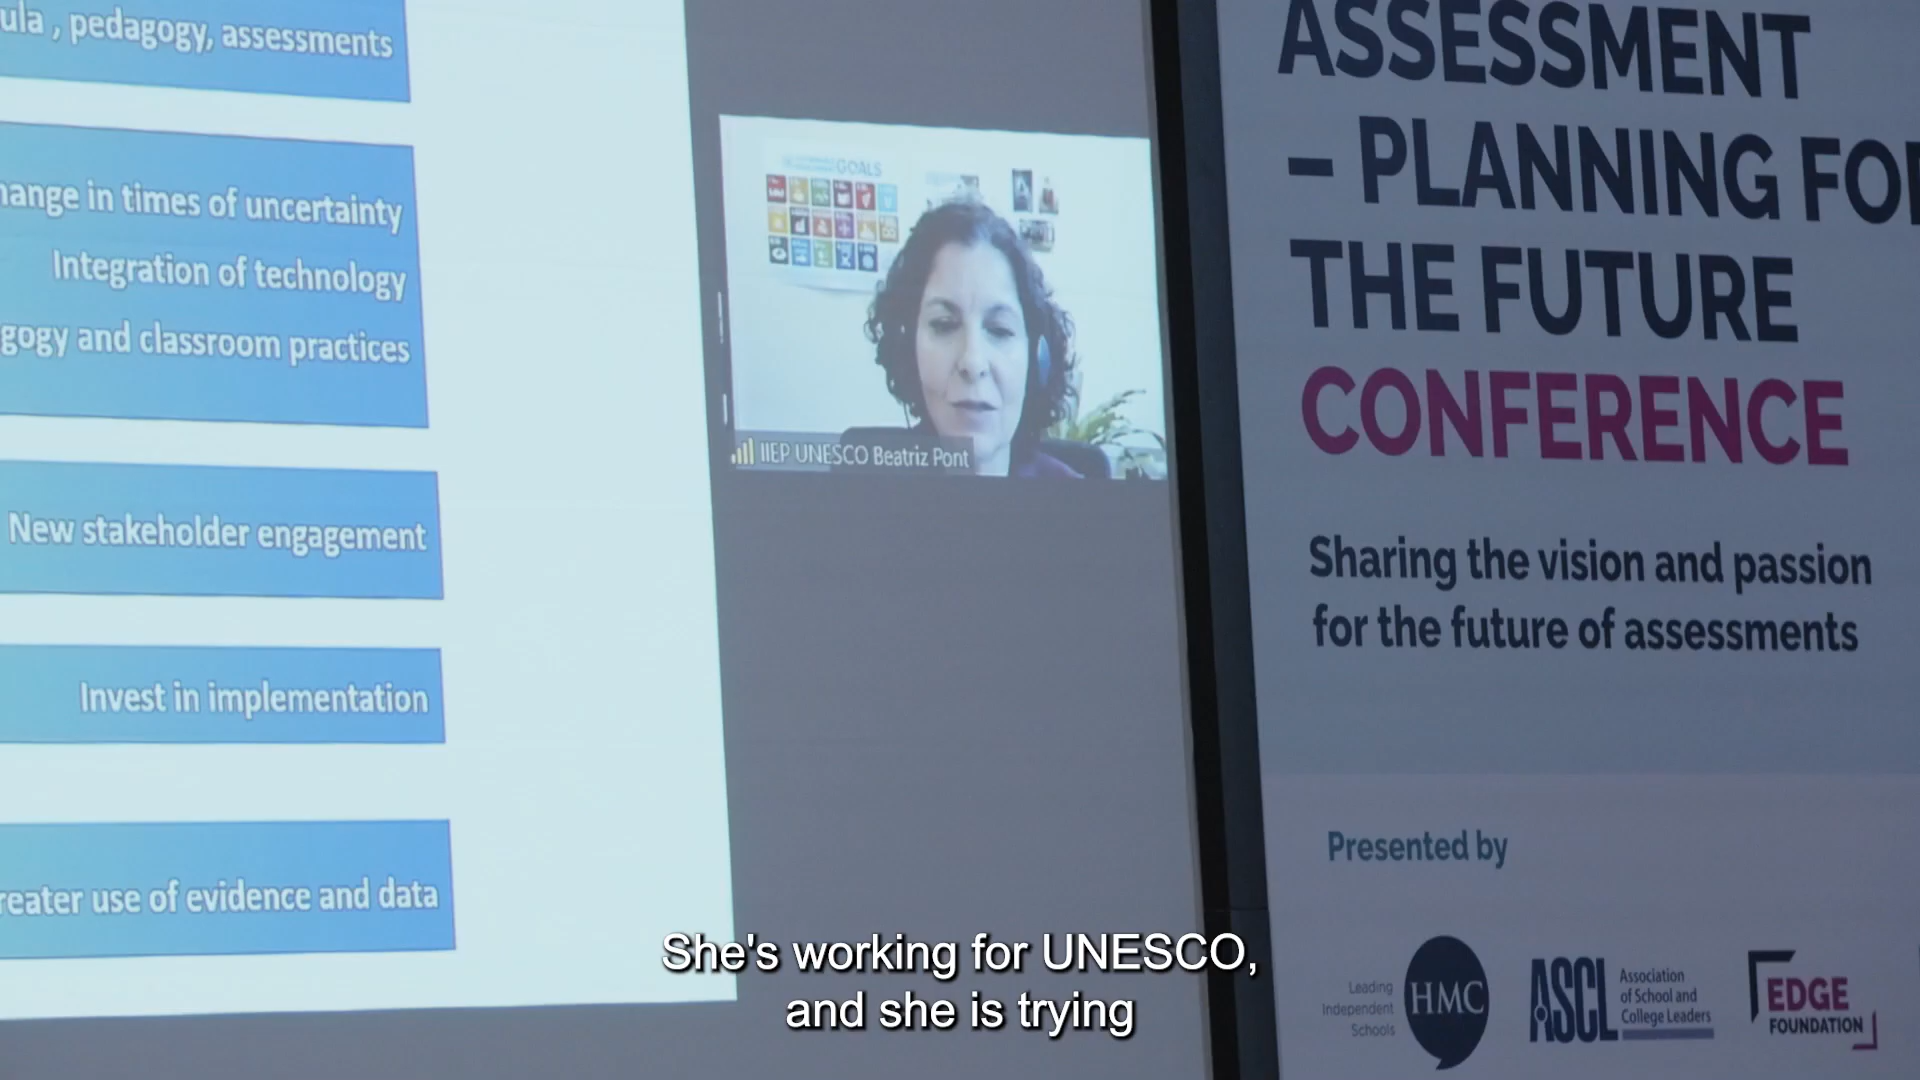 ula , pedagogy, assessments
hange in times of uncertainty
Integration of technology
gogy and classroom practices
New stakeholder engagement
Invest in implementation
reater use of evidence and data
GOALS
IIEP UNESCO Beatriz Pont
ASSESSMENT
– PLANNING FOR
THE FUTURE
CONFERENCE
Sharing the vision and passion
for the future of assessments
Presented by
Leading
Independent
Schools
HMC
ASCL
Association
of School and
College Leaders
EDGE
FOUNDATION
She's working for UNESCO,
and she is trying